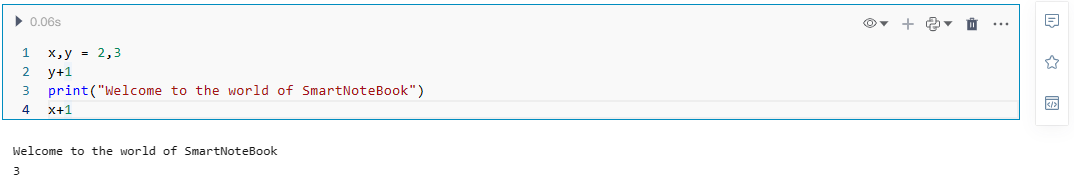 0.06s
1 x,y = 2,3
2 y+1
3 print("Welcome to the world of SmartNoteBook")
4 x+1
Welcome to the world of SmartNoteBook
3